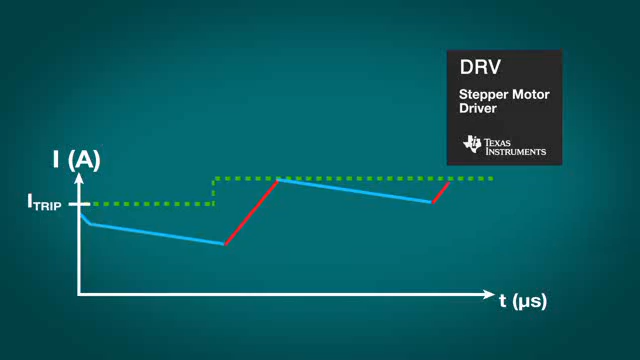 DRV
Stepper Motor
Driver
TEXAS
INSTRUMENTS
I (A)
ITRIP
t (µs)